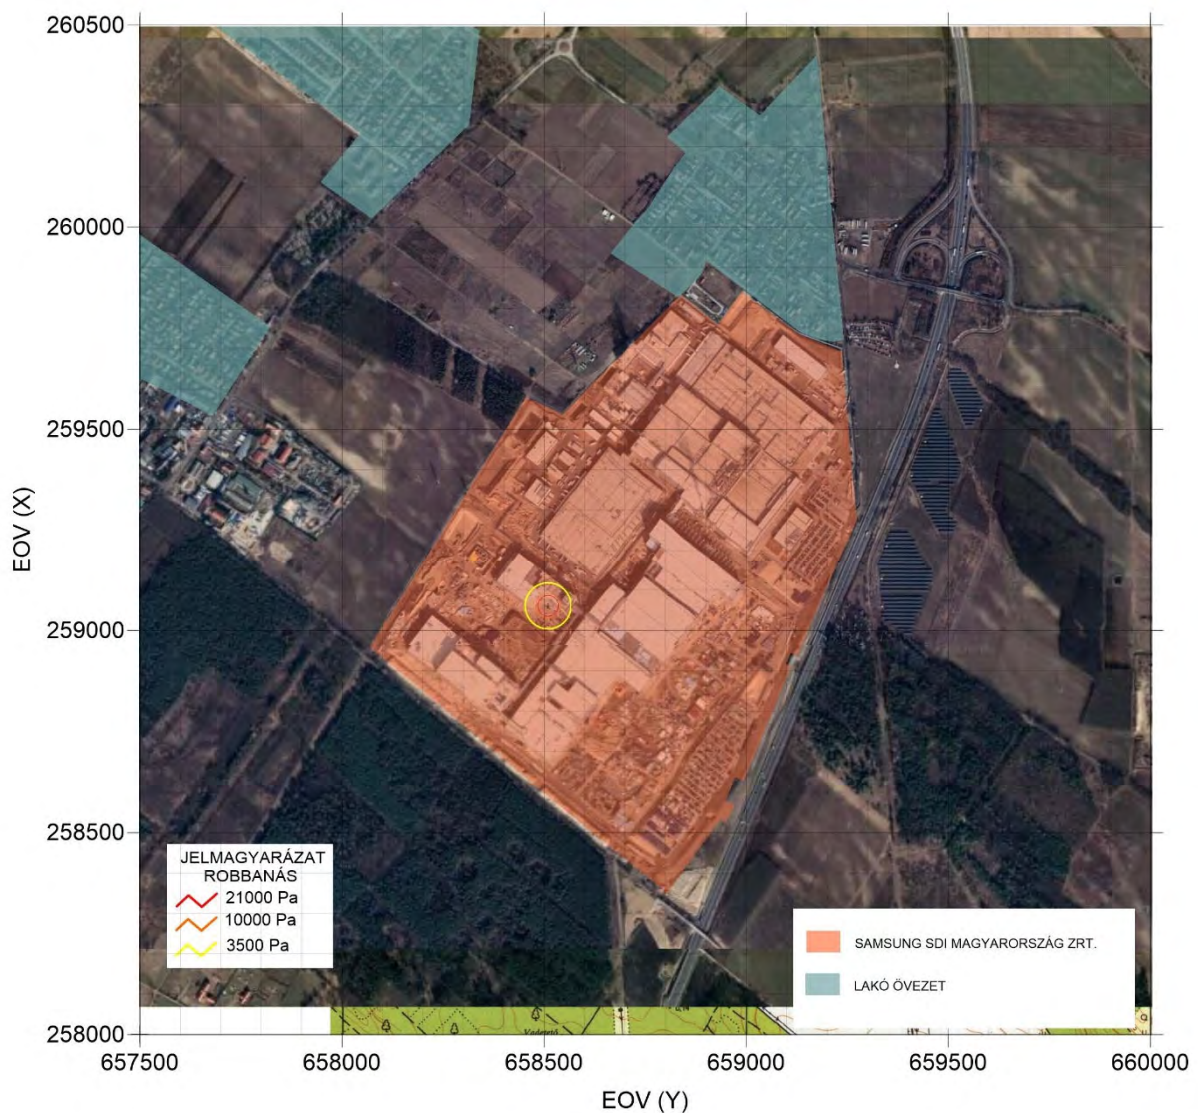 260500
260000
259500
259000
258500
258000
EOV (X)
657500
658000
658500
659000
659500
660000
EOV (Y)
JELMAGYARÁZAT
ROBBANÁS
21000 Pa
10000 Pa
3500 Pa
SAMSUNG SDI MAGYARORSZÁG ZRT.
LAKÓ ÖVEZET